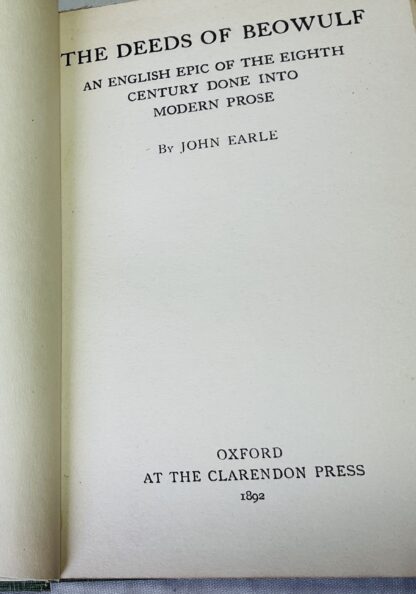 THE DEEDS OF BEOWULF
AN ENGLISH EPIC OF THE EIGHTH
CENTURY DONE INTO
MODERN PROSE
By JOHN EARLE
OXFORD
AT THE CLARENDON PRESS
1892